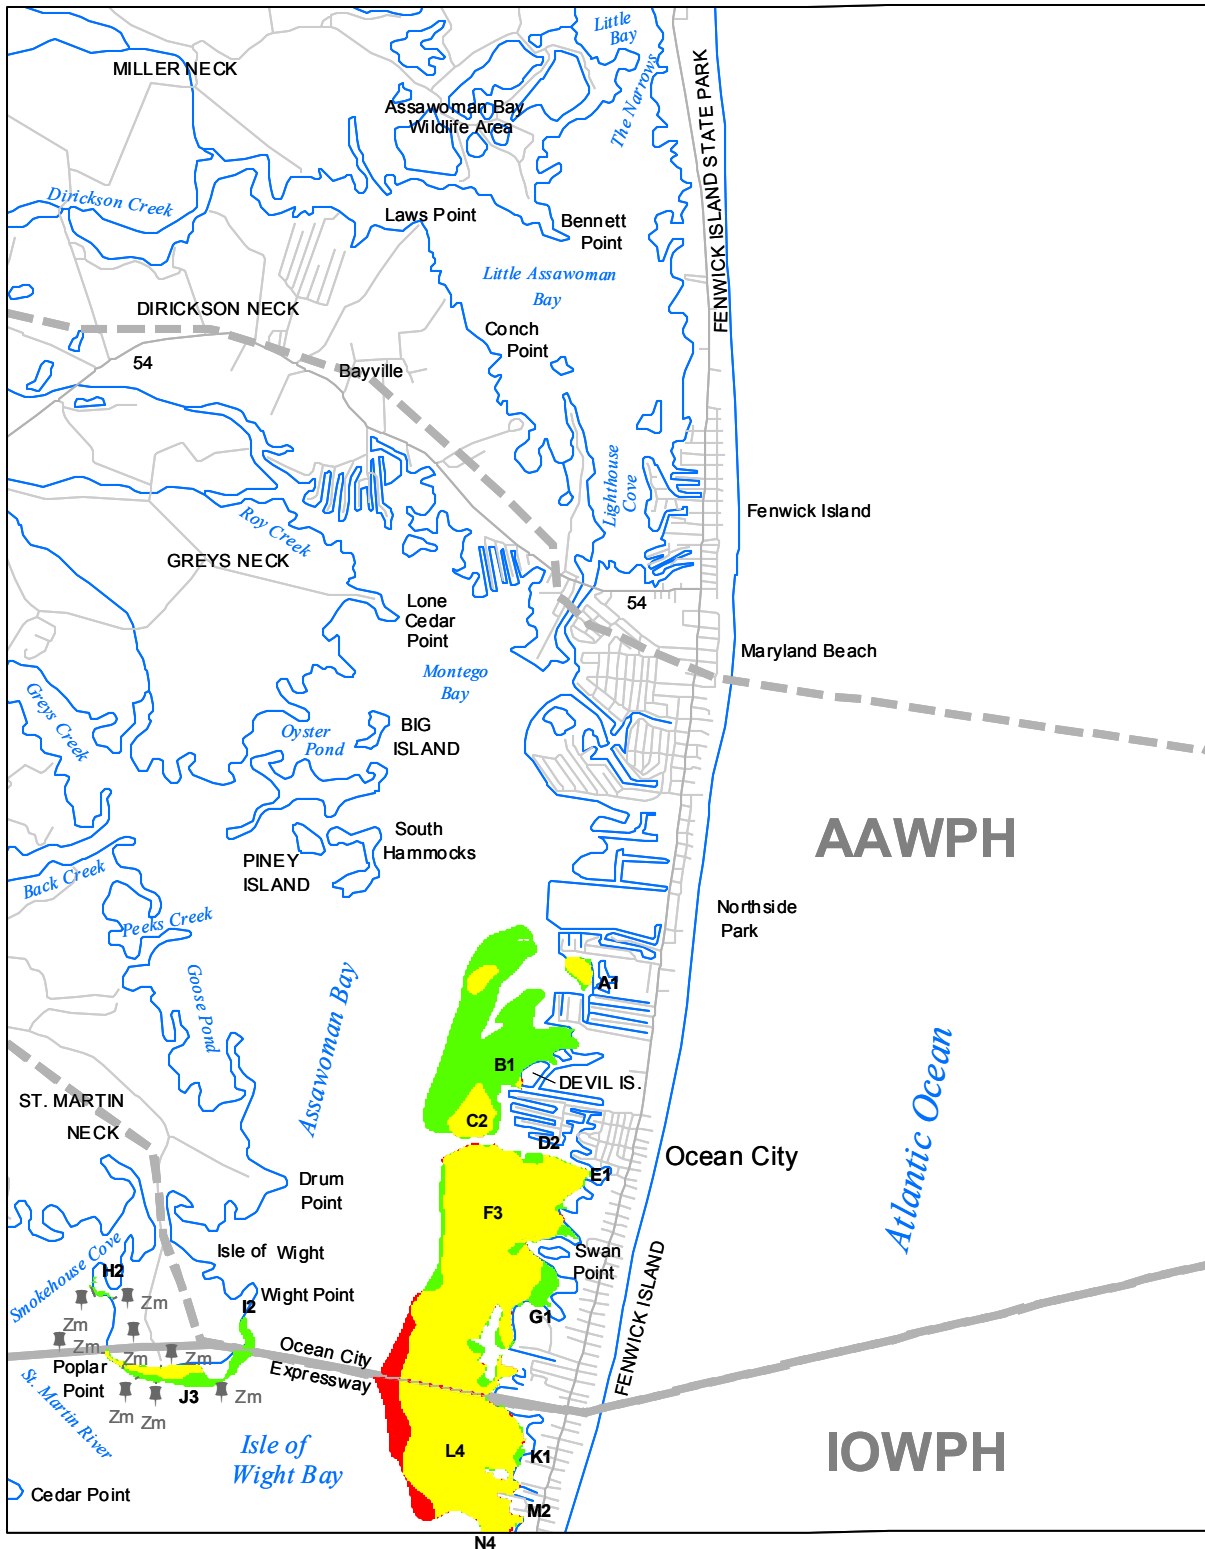 Little
Bay
MILLER NECK
The Narrows
Assawoman Bay
Wildlife Area
FENWICK ISLAND STATE PARK
Dirickson Creek
Laws Point
Bennett
Point
Little Assawoman
Bay
DIRICKSON NECK
Conch
Point
54
Bayville
Lighthouse
Cove
Fenwick Island
Roy Creek
GREYS NECK
Lone
Cedar
Point
54
Maryland Beach
Montego
Bay
Greys Creek
Oyster
Pond
BIG
ISLAND
South
Hammocks
AAWPH
PINEY
ISLAND
Back Creek
Peeks Creek
Northside
Park
Goose Pond
Assawoman Bay
A1
B1
DEVIL IS.
ST. MARTIN
NECK
C2
D2
Ocean City
Atlantic Ocean
E1
Drum
Point
F3
Isle of Wight
Swan
Point
Smokehouse Cove
H2
Zm
Zm
I2
Wight Point
G1
FENWICK ISLAND
Zm
Zm
Zm
Ocean City
Expressway
Poplar
Point
J3
Zm
Zm
Zm
St. Martin River
Isle of
Wight Bay
L4
K1
IOWPH
Cedar Point
M2
N4